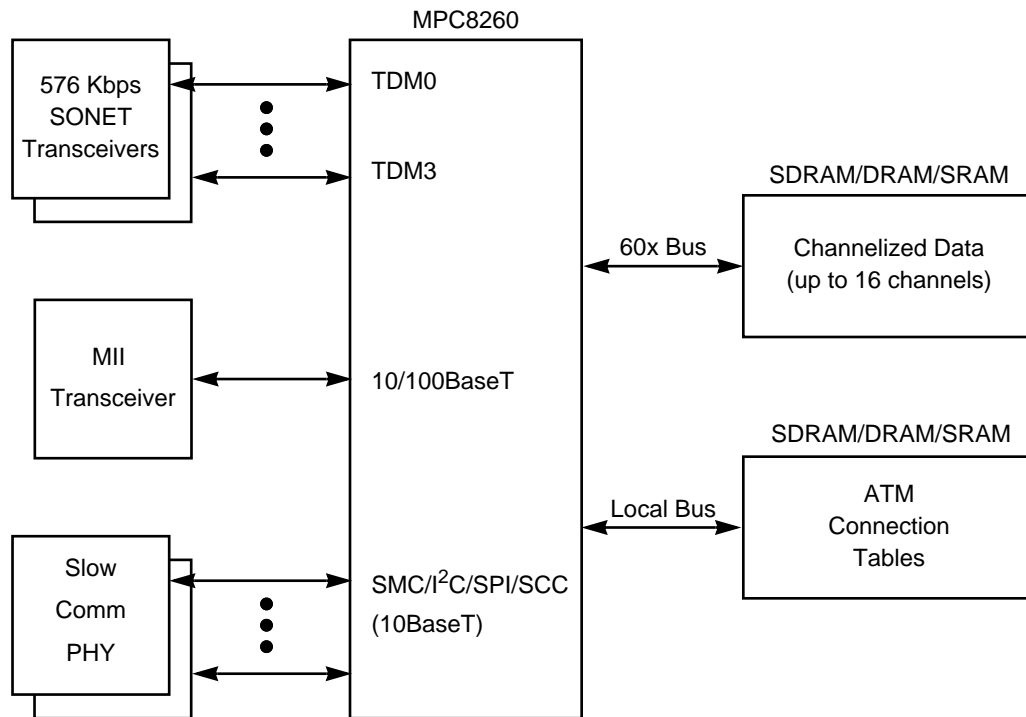 MPC8260
576 Kbps
SONET
Transceivers
TDM0
TDM3
MII
Transceiver
10/100BaseT
Slow
Comm
PHY
SMC/I²C/SPI/SCC
(10BaseT)
60x Bus
SDRAM/DRAM/SRAM
Channelized Data
(up to 16 channels)
Local Bus
SDRAM/DRAM/SRAM
ATM
Connection
Tables